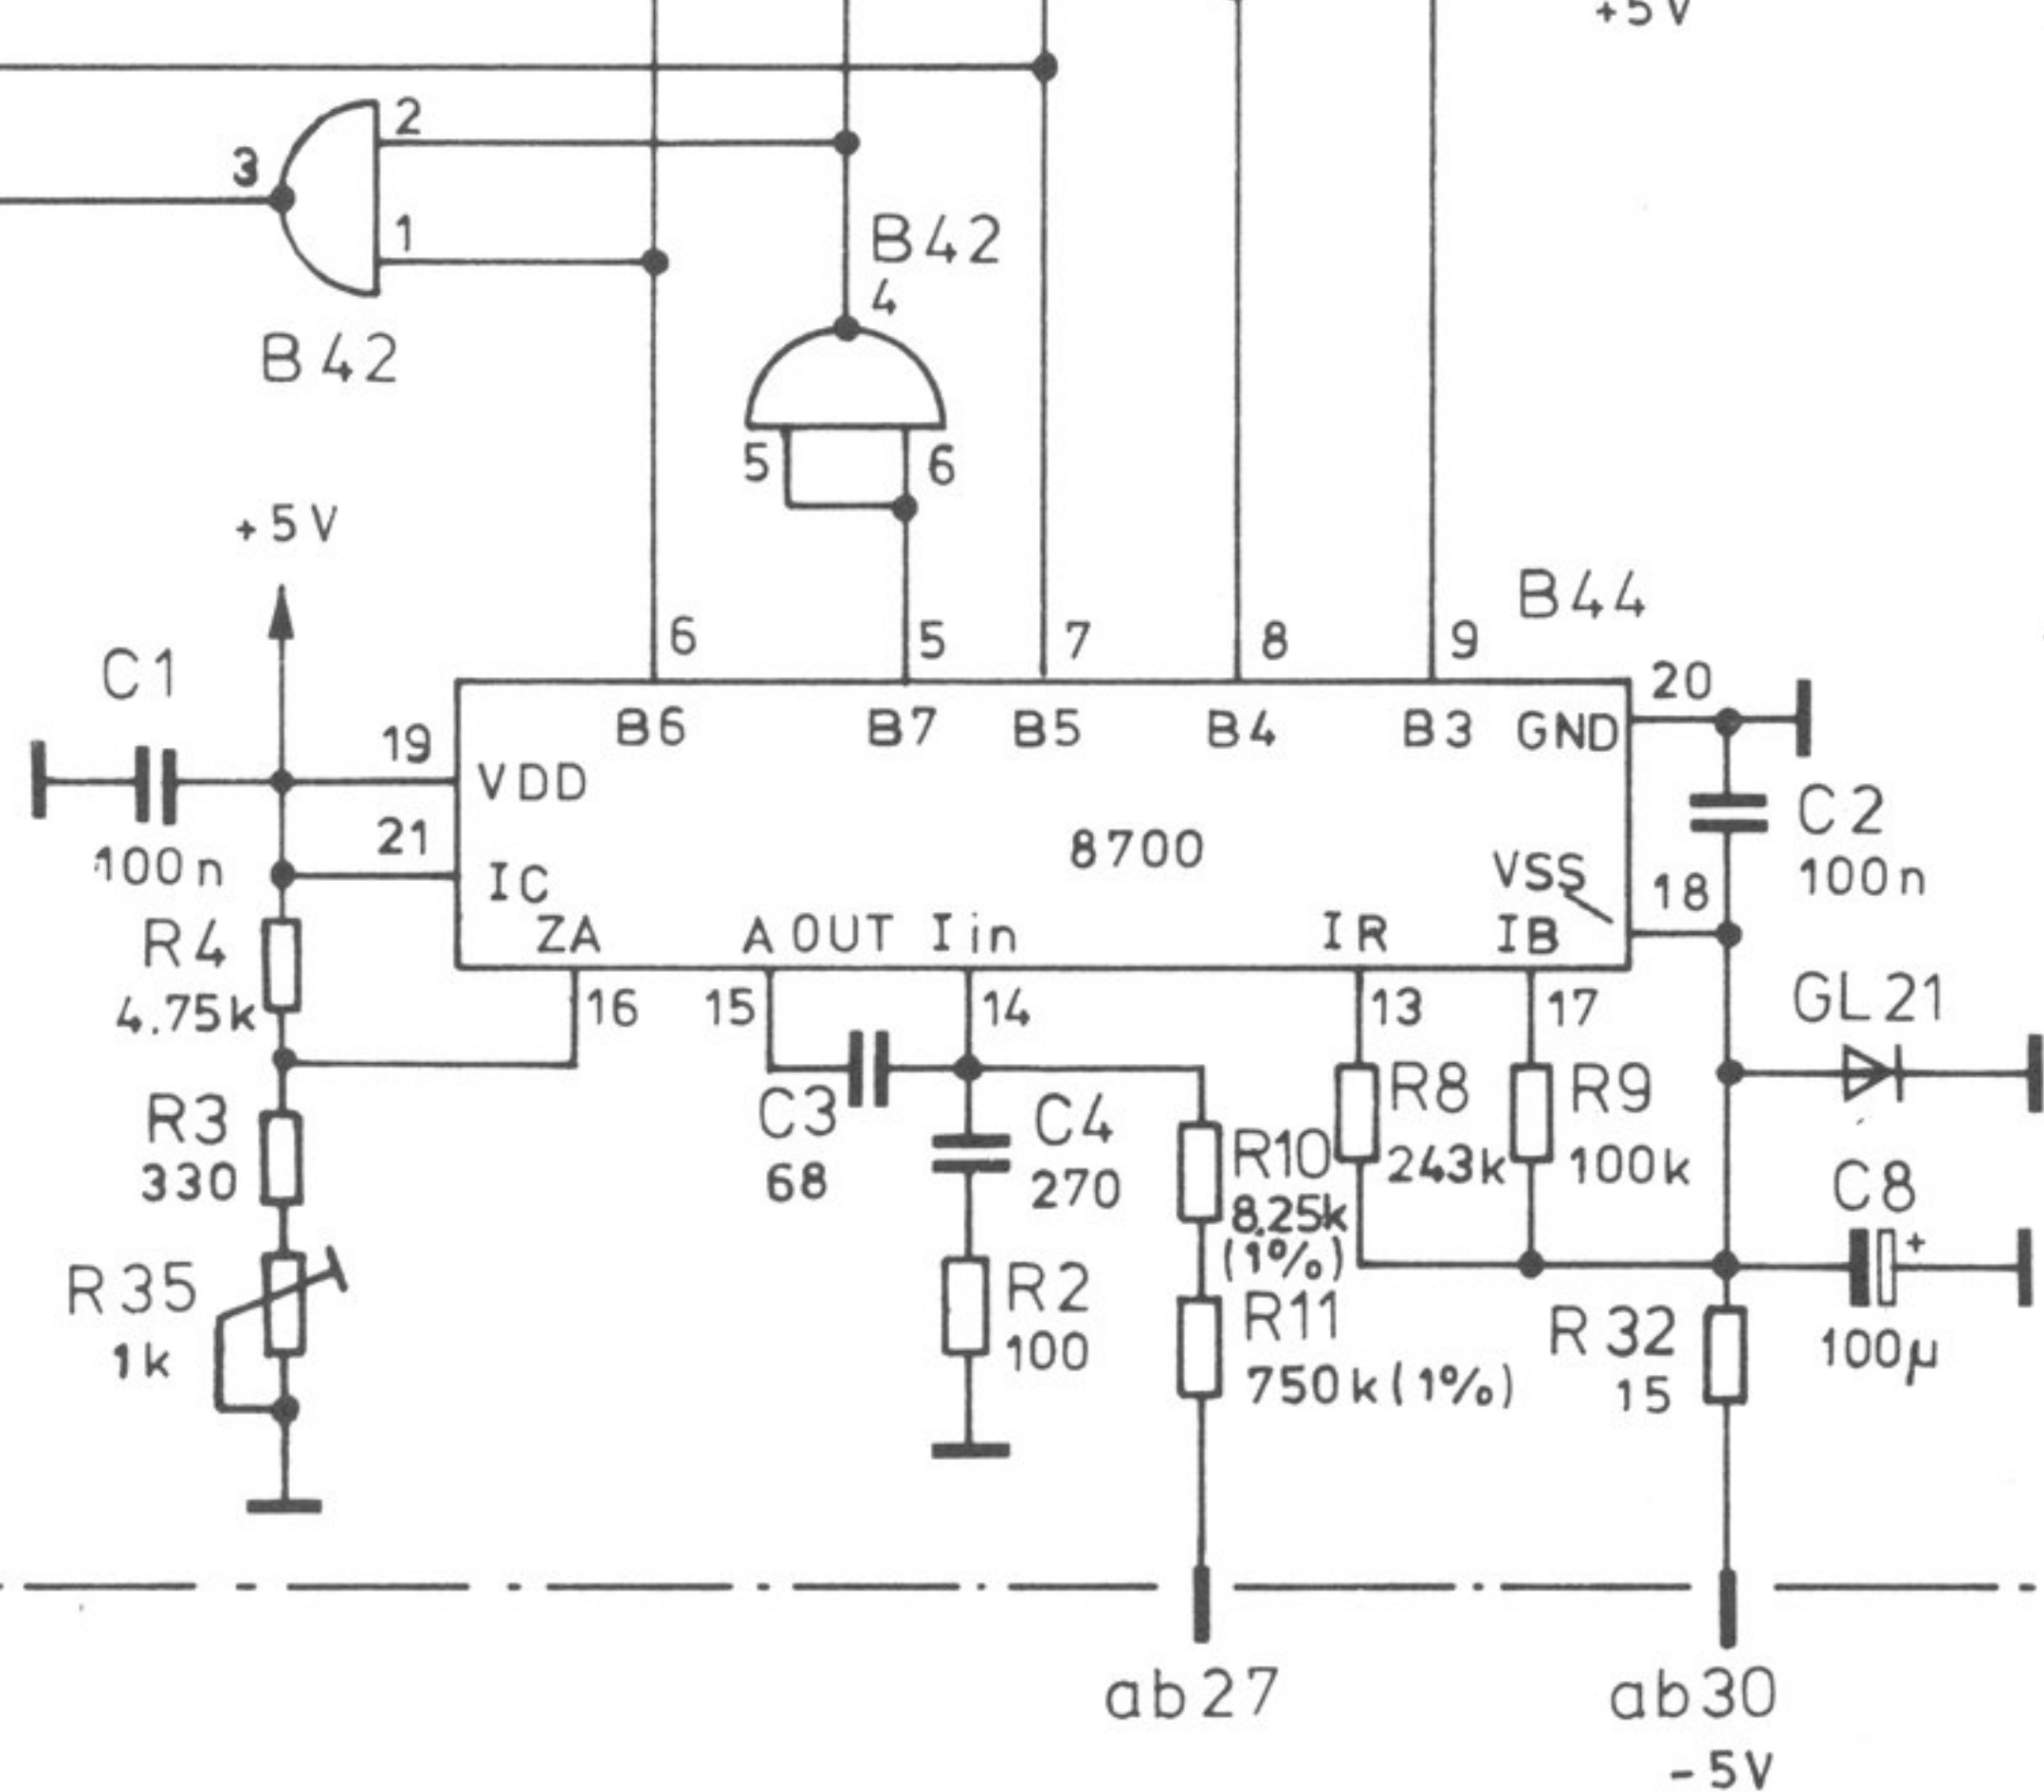 +5V
2
3
1
B42
4
B42
5
6
+5V
B44
6
5
7
8
9
20
C1
19
B6
B7
B5
B4
B3
GND
VDD
C2
21
8700
100n
IC
VSS
18
100n
R4
ZA
A OUT
Iin
IR
IB
4.75k
16
15
14
13
17
GL21
R3
C3
C4
R8
R9
330
68
270
R10
243k
100k
C8
8.25k
(1%)
+
R35
R2
R11
R32
1k
100
750k(1%)
15
100µ
ab27
ab30
-5V